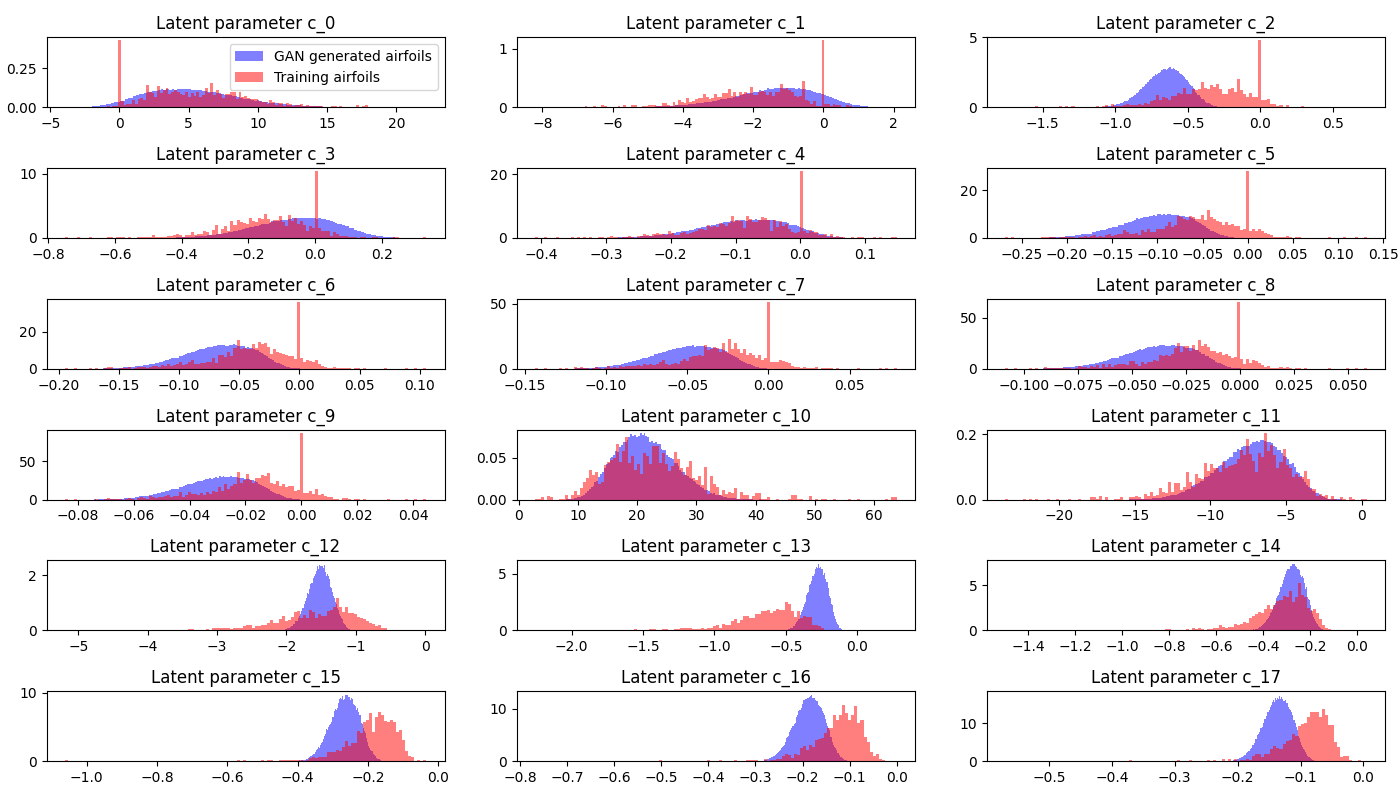 Latent parameter c_0
0.25
0.00
−5 0 5 10 15 20
GAN generated airfoils
Training airfoils
Latent parameter c_1
1
0
−8 −6 −4 −2 0 2
Latent parameter c_2
5
0
−1.5 −1.0 −0.5 0.0 0.5
Latent parameter c_3
10
0
−0.8 −0.6 −0.4 −0.2 0.0 0.2
Latent parameter c_4
20
0
−0.4 −0.3 −0.2 −0.1 0.0 0.1
Latent parameter c_5
20
0
−0.25 −0.20 −0.15 −0.10 −0.05 0.00 0.05 0.10 0.15
Latent parameter c_6
20
0
−0.20 −0.15 −0.10 −0.05 0.00 0.05 0.10
Latent parameter c_7
50
0
−0.15 −0.10 −0.05 0.00 0.05
Latent parameter c_8
50
0
−0.100 −0.075 −0.050 −0.025 0.000 0.025 0.050
Latent parameter c_9
50
0
−0.08 −0.06 −0.04 −0.02 0.00 0.02 0.04
Latent parameter c_10
0.05
0.00
0 10 20 30 40 50 60
Latent parameter c_11
0.2
0.0
−20 −15 −10 −5 0
Latent parameter c_12
2
0
−5 −4 −3 −2 −1 0
Latent parameter c_13
5
0
−2.0 −1.5 −1.0 −0.5 0.0
Latent parameter c_14
5
0
−1.4 −1.2 −1.0 −0.8 −0.6 −0.4 −0.2 0.0
Latent parameter c_15
10
0
−1.0 −0.8 −0.6 −0.4 −0.2 0.0
Latent parameter c_16
10
0
−0.8 −0.7 −0.6 −0.5 −0.4 −0.3 −0.2 −0.1 0.0
Latent parameter c_17
10
0
−0.5 −0.4 −0.3 −0.2 −0.1 0.0